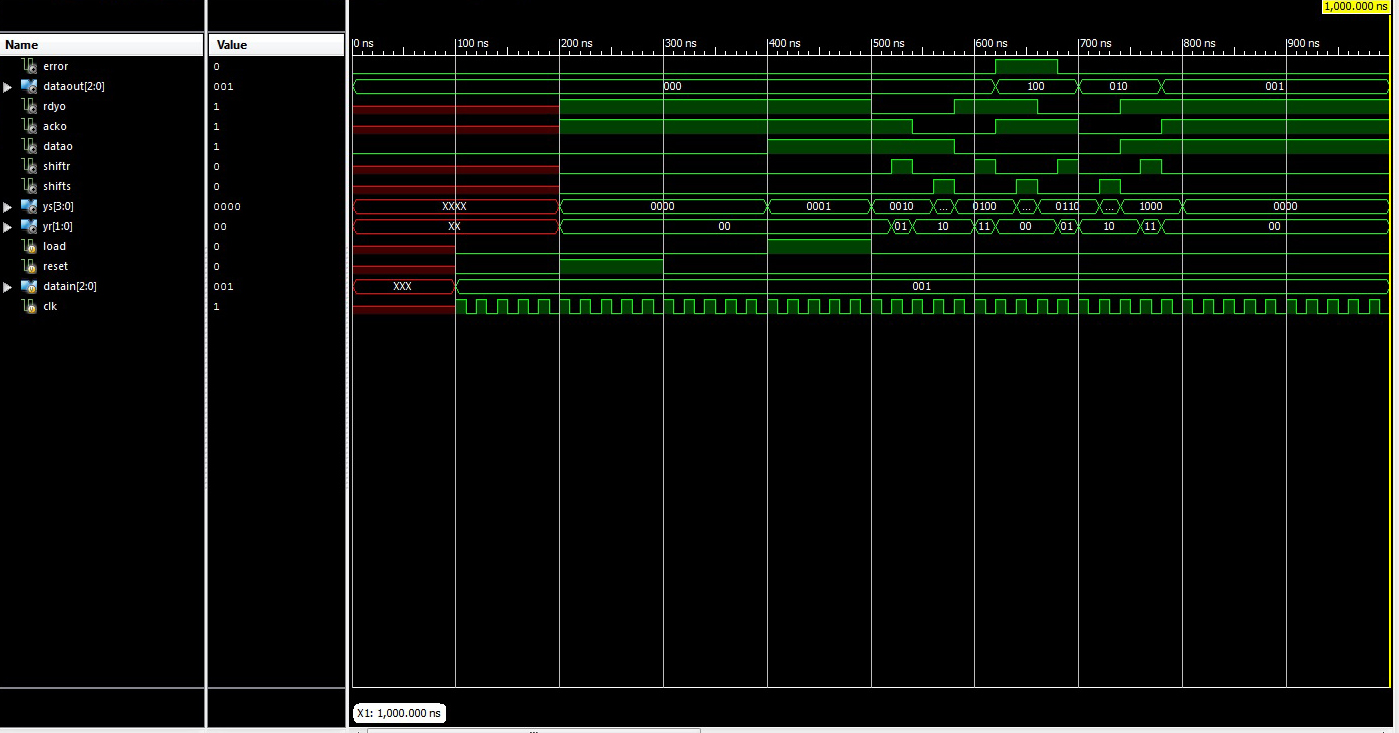 1,000.000 ns
Name Value 0 ns 100 ns 200 ns 300 ns 400 ns 500 ns 600 ns 700 ns 800 ns 900 ns
error 0
dataout[2:0] 001 000 100 010 001
rdyo 1
acko 1
datao 1
shiftr 0
shifts 0
ys[3:0] 0000 XXXX 0000 0001 0010 ... 0100 ... 0110 ... 1000 0000
yr[1:0] 00 XX 00 01 10 11 00 01 10 11 00
load 0
reset 0
datain[2:0] 001 XXX 001
clk 1
X1: 1,000.000 ns